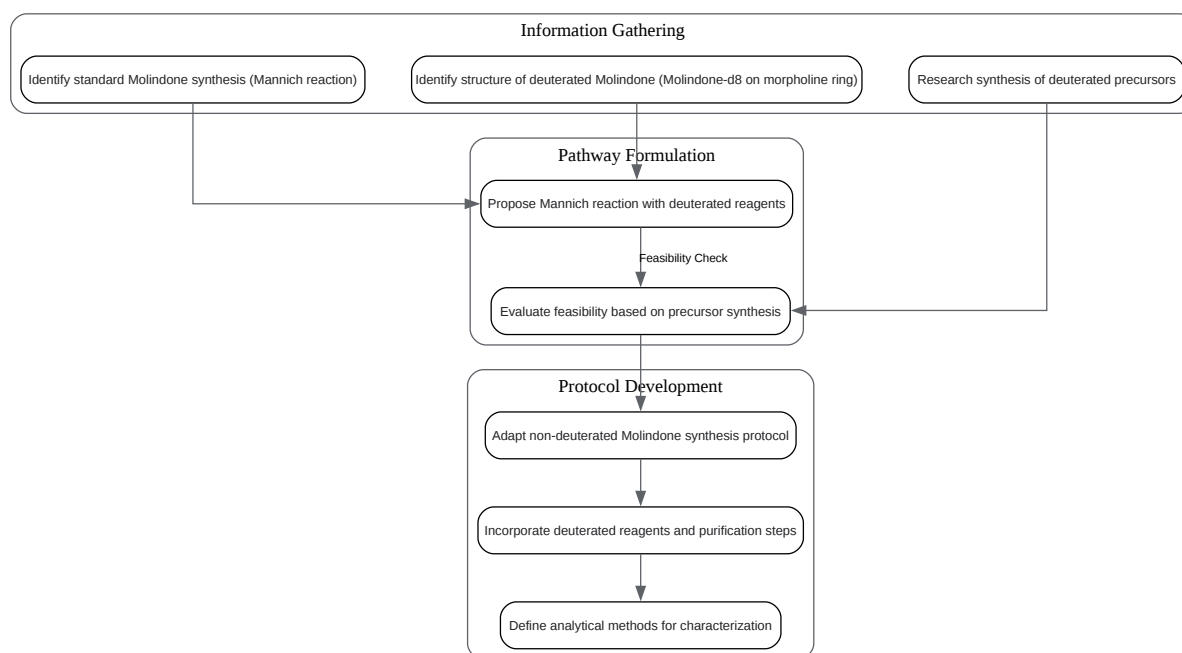 Information Gathering
Identify standard Molindone synthesis (Mannich reaction)
Identify structure of deuterated Molindone (Molindone-d8 on morpholine ring)
Research synthesis of deuterated precursors
Pathway Formulation
Propose Mannich reaction with deuterated reagents
Feasibility Check
Evaluate feasibility based on precursor synthesis
Protocol Development
Adapt non-deuterated Molindone synthesis protocol
Incorporate deuterated reagents and purification steps
Define analytical methods for characterization